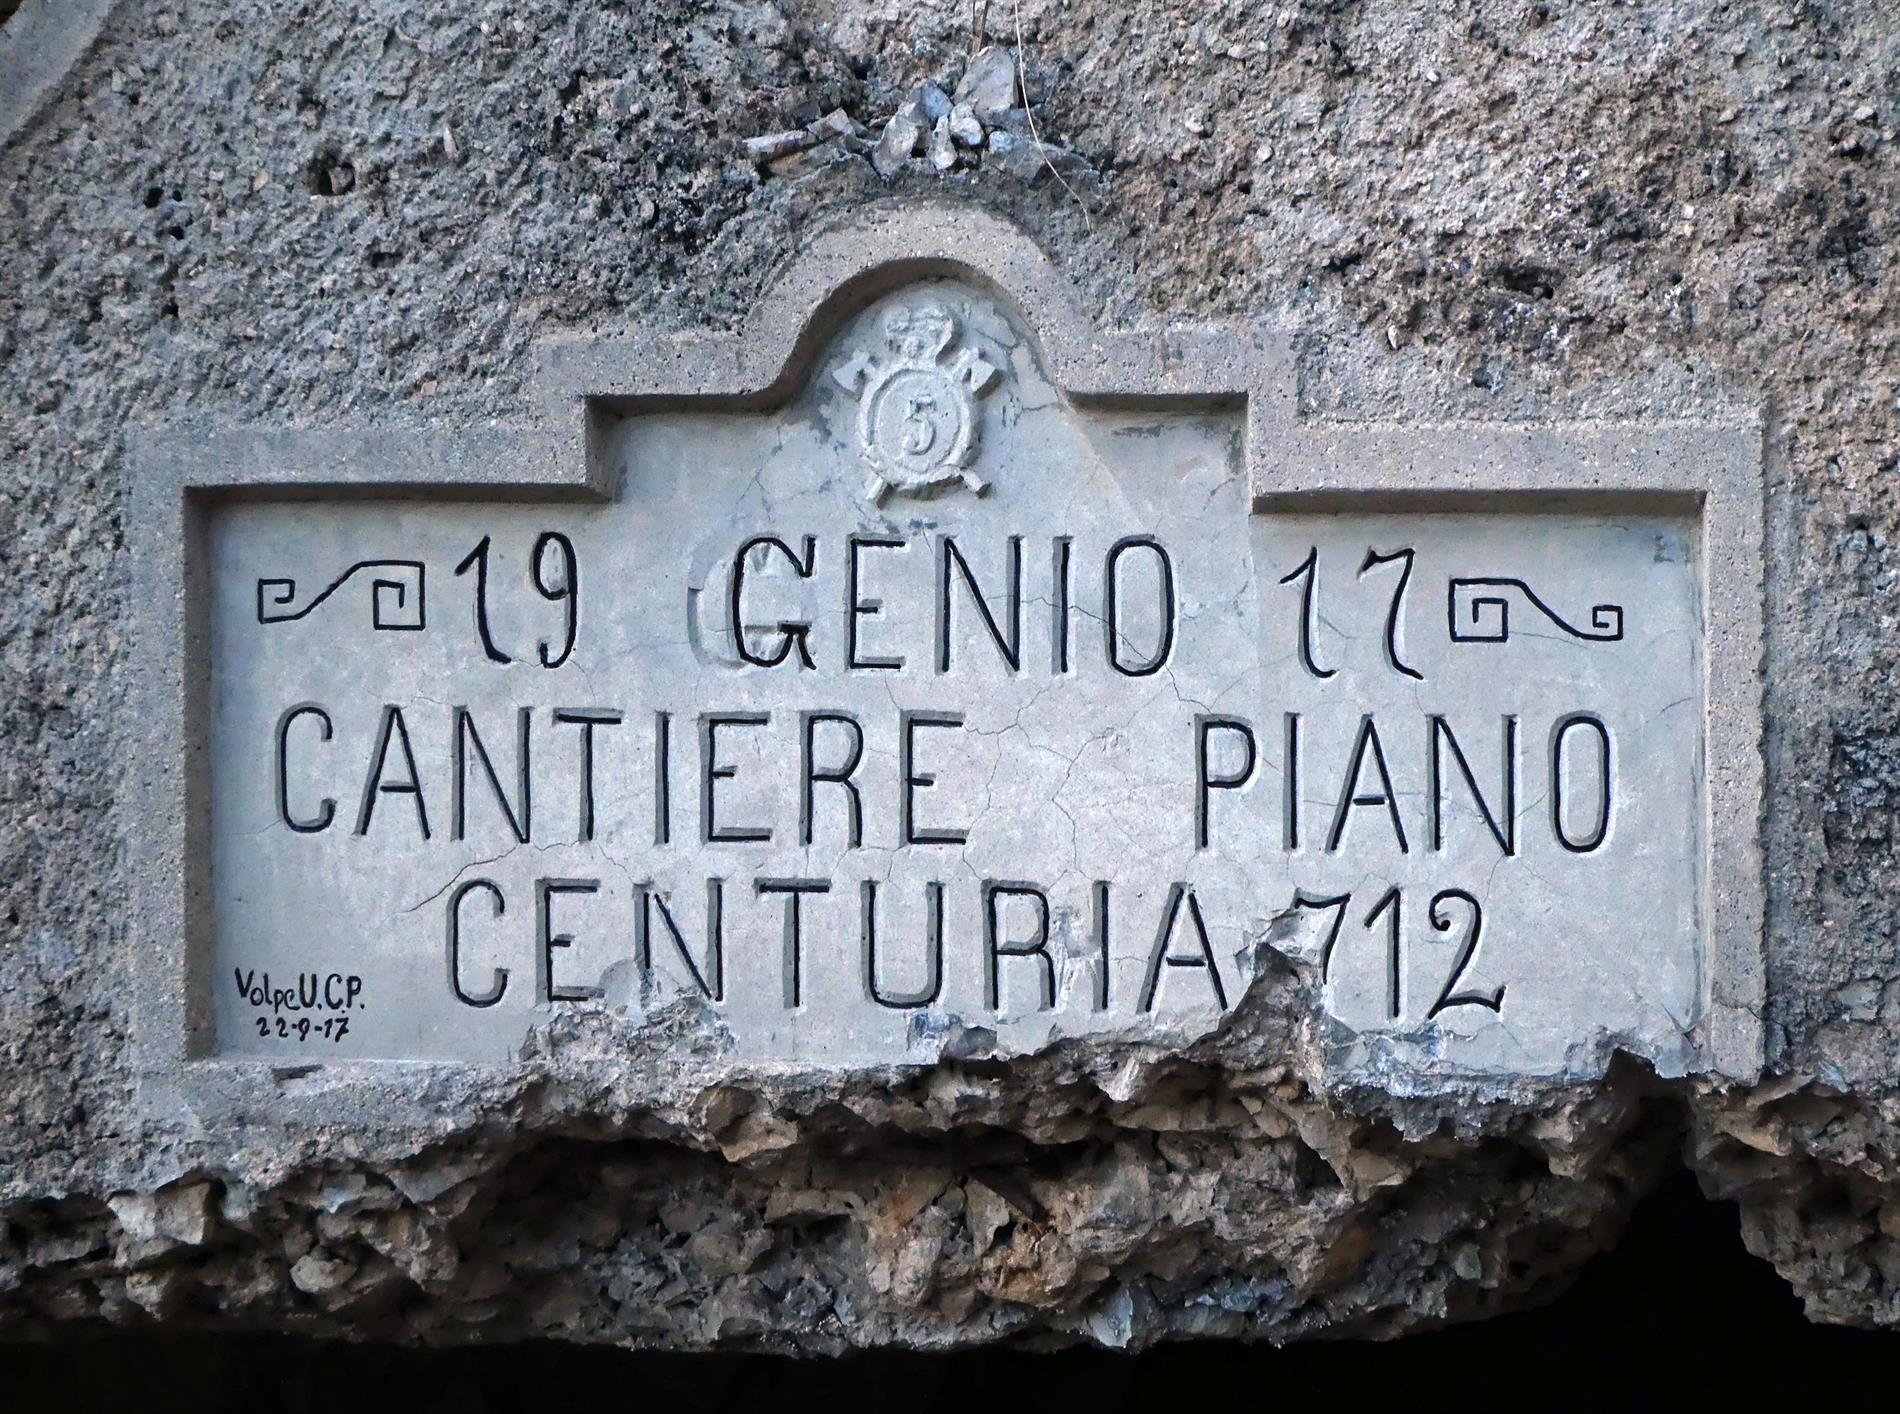 5
19 GENIO 17
CANTIERE PIANO
CENTURIA 712
Volpe U.C.P.
22-9-17